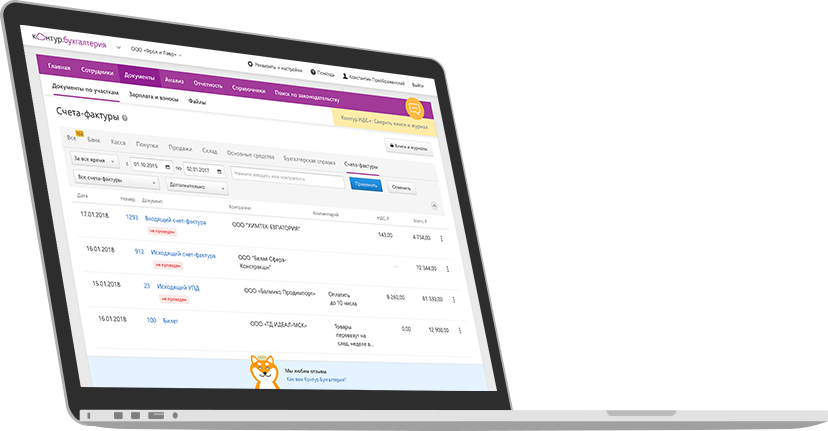 контур.бухгалтерия
ООО «Фрол и Лавр»
Реквизиты и настройки
Помощь
Константин Преображенский
Выйти
Главная Сотрудники Документы Анализ Отчетность Справочники Поиск по законодательству
Документы по участкам Зарплата и взносы Файлы
Контур.НДС+: Сверить книги и журнал
Счета-фактуры
Книги и журналы
Все Банк Касса Покупки Продажи Склад Основные средства Бухгалтерская справка Счета-фактуры
За все время с 01.10.2015 по 02.01.2017 Начните вводить имя контрагента Применить Отменить
Все счета-фактуры Дополнительно
Дата Номер Документ Контрагент Комментарий НДС, ₽ Всего, ₽
17.01.2018 1293 Входящий счет-фактура ООО "ХИМТЕК-ЕВПАТОРИЯ" 143,00 4 754,00
не проведен
16.01.2018 912 Исходящий счет-фактура ООО "Белая Сфера- — 72 344,00
не проведен Конструкшн"
15.01.2018 23 Исходящий УПД ООО «Балтико Продимпорт» Оплатить 8 260,00 81 330,00
не проведен до 10 числа
16.01.2018 100 Билет ООО «ТД ИДЕАЛ-МСК» Товары 0,00 12 900,00
перевезут на
след. неделе в...
Мы любим отзывы
Как вам Контур.Бухгалтерия?